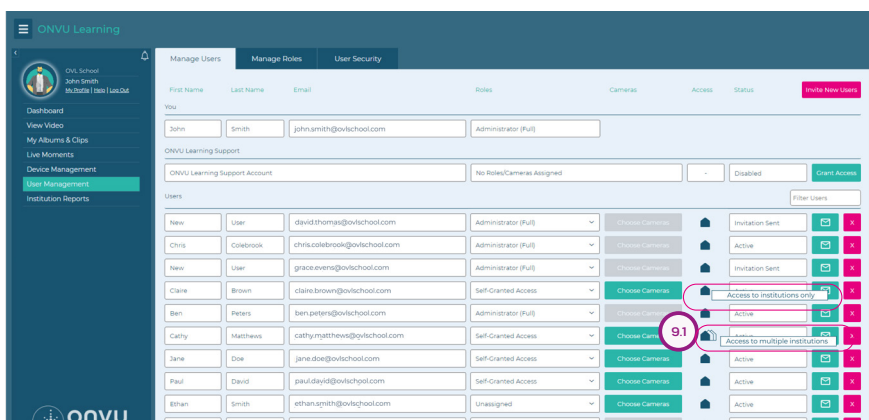 ONVU Learning
OVL School
John Smith
My Profile | Help | Log Out
Dashboard
View Video
My Albums & Clips
Live Moments
Device Management
User Management
Institution Reports
onvu
Manage Users Manage Roles User Security
First Name Last Name Email Roles Cameras Access Status Invite New Users
You
John Smith john.smith@ovlschool.com Administrator (Full)
ONVU Learning Support
ONVU Learning Support Account No Roles/Cameras Assigned - Disabled Grant Access
Users Filter Users
New User david.thomas@ovlschool.com Administrator (Full) Choose Cameras Invitation Sent X
Chris Colebrook chris.colebrook@ovlschool.com Administrator (Full) Choose Cameras Active X
New User grace.evens@ovlschool.com Administrator (Full) Choose Cameras Invitation Sent X
Claire Brown claire.brown@ovlschool.com Self-Granted Access Choose Cameras X
Access to institutions only
Ben Peters ben.peters@ovlschool.com Administrator (Full) Choose Cameras Active X
9.1
Cathy Matthews cathy.matthews@ovlschool.com Self-Granted Access Choose X
Access to multiple institutions
Jane Doe jane.doe@ovlschool.com Self-Granted Access Choose Cameras Active X
Paul David paul.david@ovlschool.com Self-Granted Access Choose Cameras Active X
Ethan Smith ethan.smith@ovlschool.com Unassigned Choose Cameras Active X